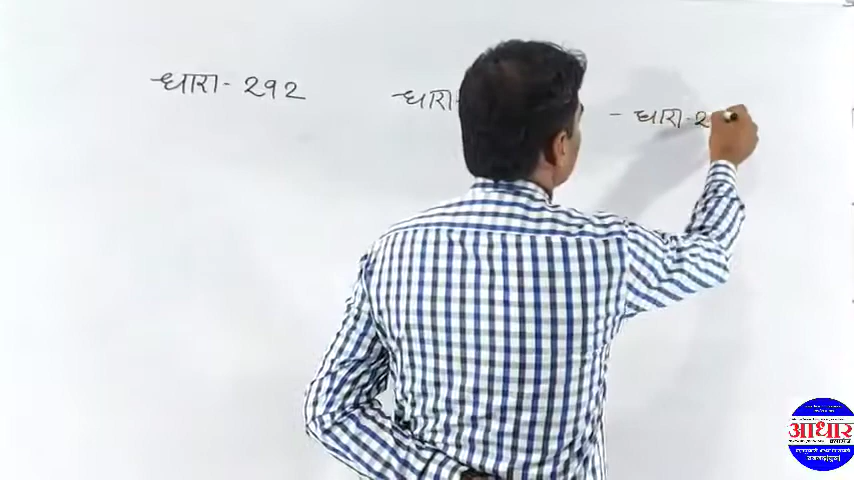 धारा - 292
धारा -
- धारा - 2
आधार